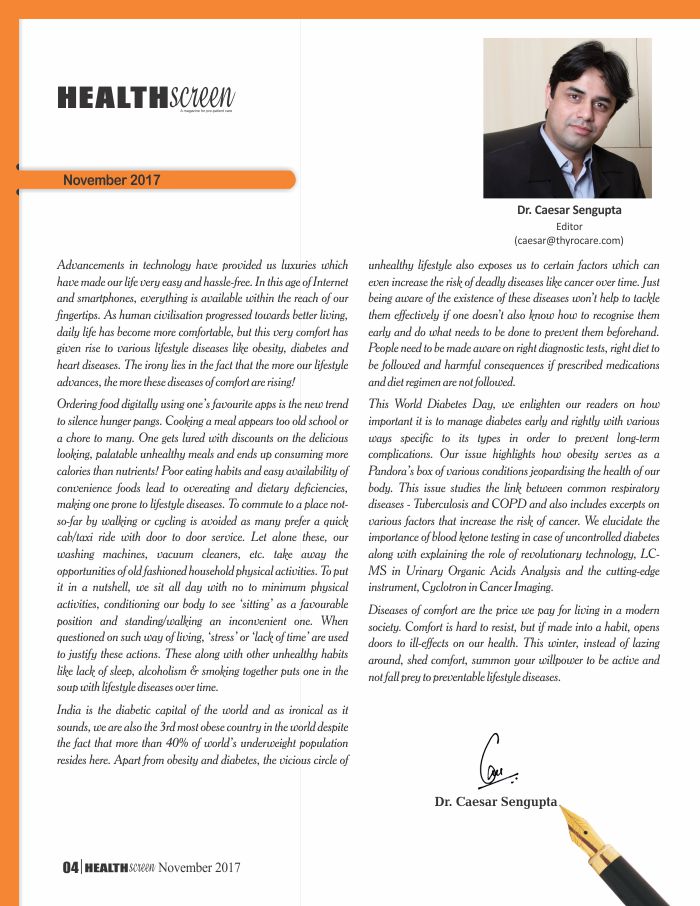 HEALTHscreen
A magazine for pre-patient care
November 2017
Dr. Caesar Sengupta
Editor
(caesar@thyrocare.com)
Advancements in technology have provided us luxuries which
have made our life very easy and hassle-free. In this age of Internet
and smartphones, everything is available within the reach of our
fingertips. As human civilisation progressed towards better living,
daily life has become more comfortable, but this very comfort has
given rise to various lifestyle diseases like obesity, diabetes and
heart diseases. The irony lies in the fact that the more our lifestyle
advances, the more these diseases of comfort are rising!
Ordering food digitally using one's favourite apps is the new trend
to silence hunger pangs. Cooking a meal appears too old school or
a chore to many. One gets lured with discounts on the delicious
looking, palatable unhealthy meals and ends up consuming more
calories than nutrients! Poor eating habits and easy availability of
convenience foods lead to overeating and dietary deficiencies,
making one prone to lifestyle diseases. To commute to a place not-
so-far by walking or cycling is avoided as many prefer a quick
cab/taxi ride with door to door service. Let alone these, our
washing machines, vacuum cleaners, etc. take away the
opportunities of old fashioned household physical activities. To put
it in a nutshell, we sit all day with no to minimum physical
activities, conditioning our body to see 'sitting' as a favourable
position and standing/walking an inconvenient one. When
questioned on such way of living, 'stress' or 'lack of time' are used
to justify these actions. These along with other unhealthy habits
like lack of sleep, alcoholism & smoking together puts one in the
soup with lifestyle diseases over time.
India is the diabetic capital of the world and as ironical as it
sounds, we are also the 3rd most obese country in the world despite
the fact that more than 40% of world's underweight population
resides here. Apart from obesity and diabetes, the vicious circle of
unhealthy lifestyle also exposes us to certain factors which can
even increase the risk of deadly diseases like cancer over time. Just
being aware of the existence of these diseases won't help to tackle
them effectively if one doesn't also know how to recognise them
early and do what needs to be done to prevent them beforehand.
People need to be made aware on right diagnostic tests, right diet to
be followed and harmful consequences if prescribed medications
and diet regimen are not followed.
This World Diabetes Day, we enlighten our readers on how
important it is to manage diabetes early and rightly with various
ways specific to its types in order to prevent long-term
complications. Our issue highlights how obesity serves as a
Pandora's box of various conditions jeopardising the health of our
body. This issue studies the link between common respiratory
diseases - Tuberculosis and COPD and also includes excerpts on
various factors that increase the risk of cancer. We elucidate the
importance of blood ketone testing in case of uncontrolled diabetes
along with explaining the role of revolutionary technology, LC-
MS in Urinary Organic Acids Analysis and the cutting-edge
instrument, Cyclotron in Cancer Imaging.
Diseases of comfort are the price we pay for living in a modern
society. Comfort is hard to resist, but if made into a habit, opens
doors to ill-effects on our health. This winter, instead of lazing
around, shed comfort, summon your willpower to be active and
not fall prey to preventable lifestyle diseases.
Dr. Caesar Sengupta
04 HEALTHscreen November 2017